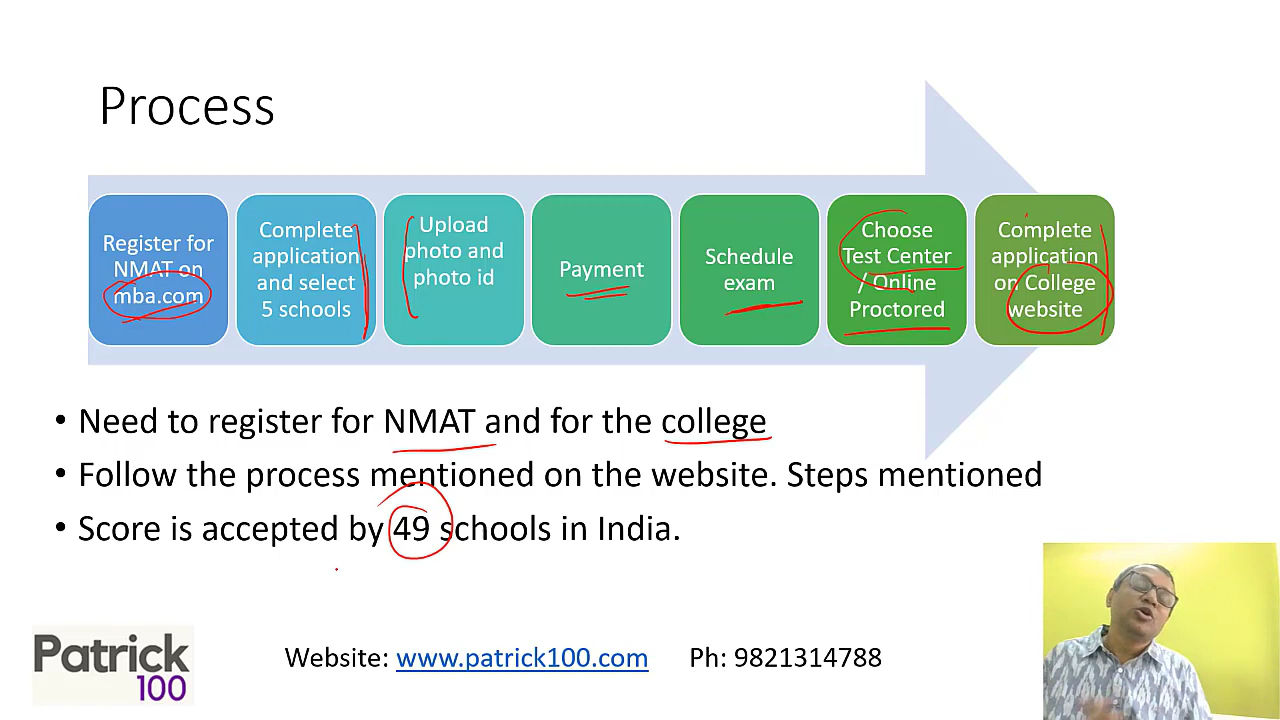 Process
Register for
NMAT on
mba.com
Complete
application
and select
5 schools
Upload
photo and
photo id
Payment
Schedule
exam
Choose
Test Center
/ Online
Proctored
Complete
application
on College
website
• Need to register for NMAT and for the college
• Follow the process mentioned on the website. Steps mentioned
• Score is accepted by 49 schools in India.
Patrick
100
Website: www.patrick100.com Ph: 9821314788